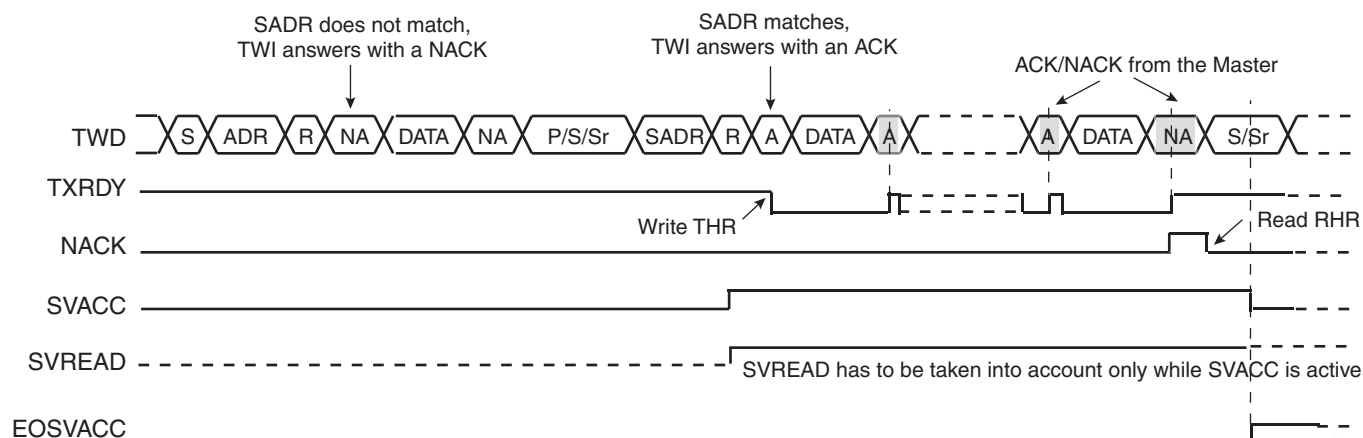 SADR does not match,
TWI answers with a NACK
SADR matches,
TWI answers with an ACK
ACK/NACK from the Master
TWD S ADR R NA DATA NA P/S/Sr SADR R A DATA A A DATA NA S/Sr
TXRDY
Write THR
Read RHR
NACK
SVACC
SVREAD
SVREAD has to be taken into account only while SVACC is active
EOSVACC